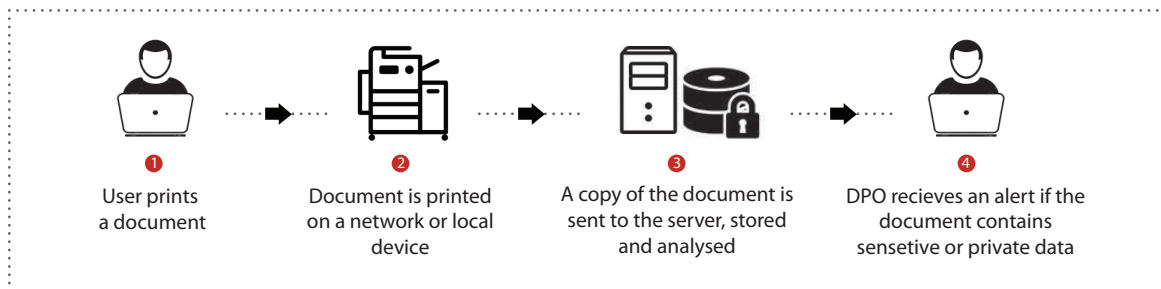 1
User prints
a document
2
Document is printed
on a network or local
device
3
A copy of the document is
sent to the server, stored
and analysed
4
DPO recieves an alert if the
document contains
sensetive or private data